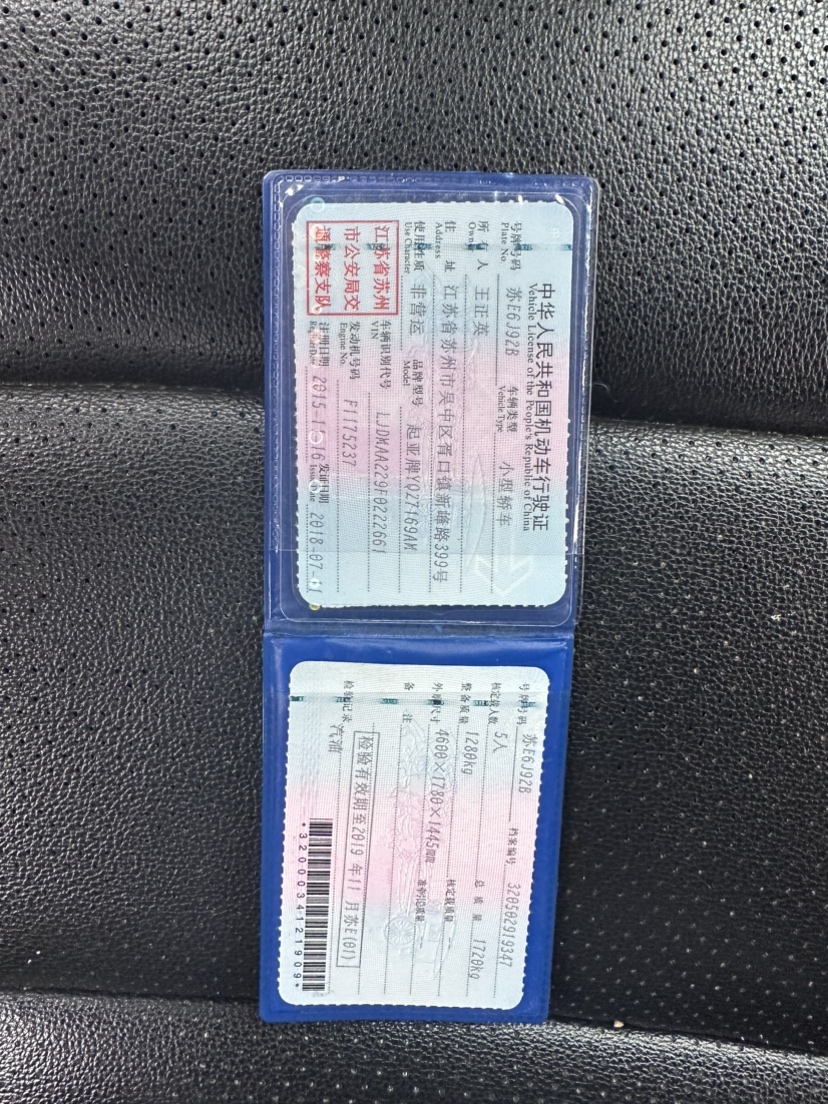 中华人民共和国机动车行驶证
Vehicle License of the People's Republic of China
号牌号码 苏E6J92B 车辆类型 小型轿车
Plate No. Vehicle Type
所有人 王正英
Owner
住址 江苏省苏州市吴中区胥口镇新峰路399号
Address
使用性质 非营运 品牌型号 起亚牌YQZ7169AM
Use Character Model
江苏省苏州
市公安局交
通警察支队
车辆识别代号 LJDMAA229F0222661
VIN
发动机号码 F1175237
Engine No.
注册日期 发证日期 2018-07-11
Register Date Issue Date
号牌号码 苏E6J92B 档案编号 320502919347
核定载人数 5人 总质量 1720kg
整备质量 1280kg 核定载质量 --
外廓尺寸 4600×1780×1445mm 准牵引总质量 --
备注
检验有效期至2019年11月苏E(01)
检验记录 汽油
*3200034121909*